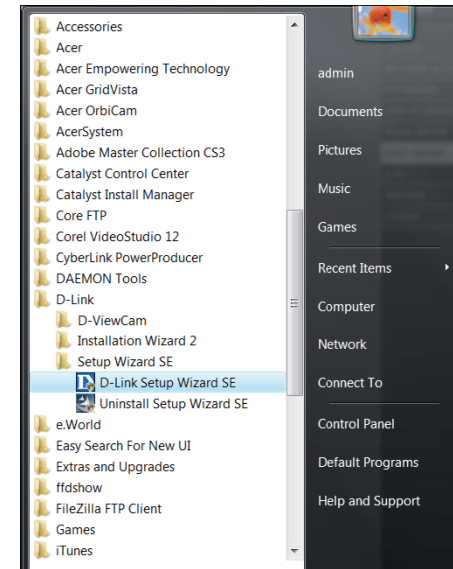 Accessories
Acer
Acer Empowering Technology
Acer GridVista
Acer OrbiCam
AcerSystem
Adobe Master Collection CS3
Catalyst Control Center
Catalyst Install Manager
Core FTP
Corel VideoStudio 12
CyberLink PowerProducer
DAEMON Tools
D-Link
D-ViewCam
Installation Wizard 2
Setup Wizard SE
D-Link Setup Wizard SE
Uninstall Setup Wizard SE
e.World
Easy Search For New UI
Extras and Upgrades
ffdshow
FileZilla FTP Client
Games
iTunes
admin
Documents
Pictures
Music
Games
Recent Items
Computer
Network
Connect To
Control Panel
Default Programs
Help and Support